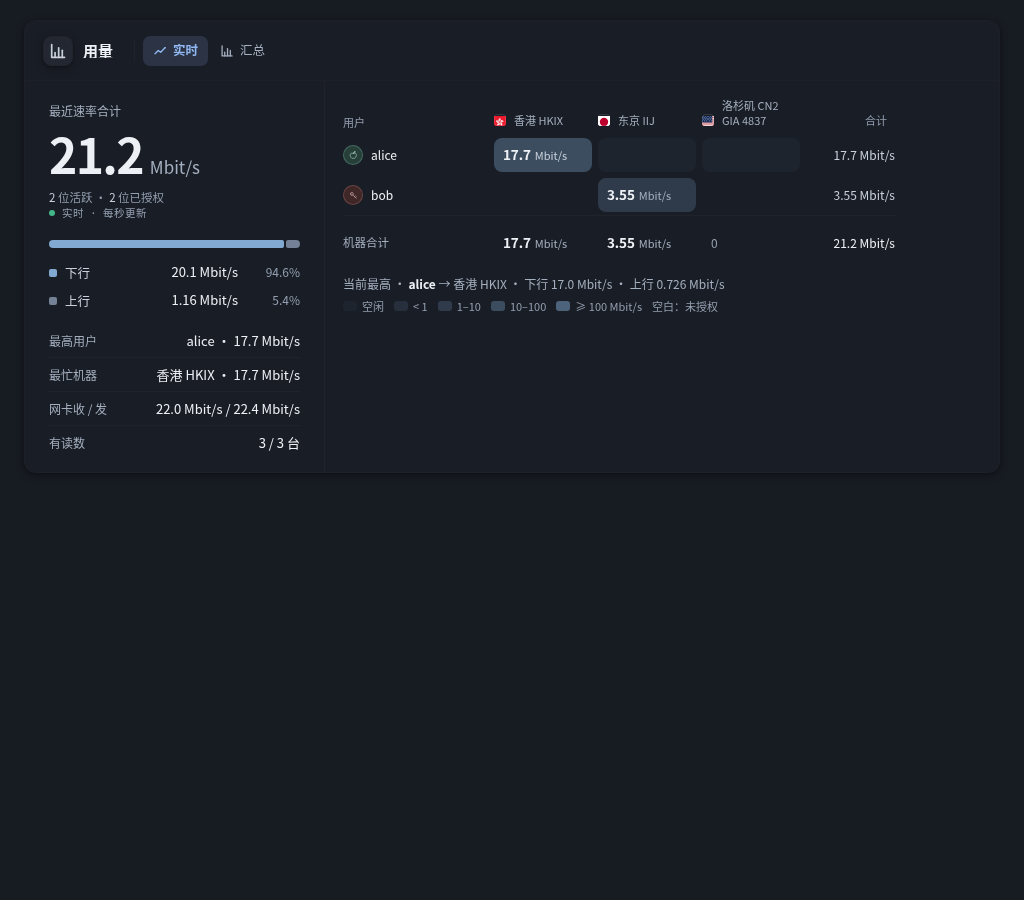 用量
实时
汇总
最近速率合计
21.2 Mbit/s
2 位活跃 · 2 位已授权
实时 · 每秒更新
下行 20.1 Mbit/s 94.6%
上行 1.16 Mbit/s 5.4%
最高用户 alice · 17.7 Mbit/s
最忙机器 香港 HKIX · 17.7 Mbit/s
网卡收 / 发 22.0 Mbit/s / 22.4 Mbit/s
有读数 3 / 3 台
用户 香港 HKIX 东京 IIJ 洛杉矶 CN2
GIA 4837 合计
alice 17.7 Mbit/s 17.7 Mbit/s
bob 3.55 Mbit/s 3.55 Mbit/s
机器合计 17.7 Mbit/s 3.55 Mbit/s 0 21.2 Mbit/s
当前最高 · alice → 香港 HKIX · 下行 17.0 Mbit/s · 上行 0.726 Mbit/s
空闲 < 1 1–10 10–100 ≥ 100 Mbit/s 空白：未授权